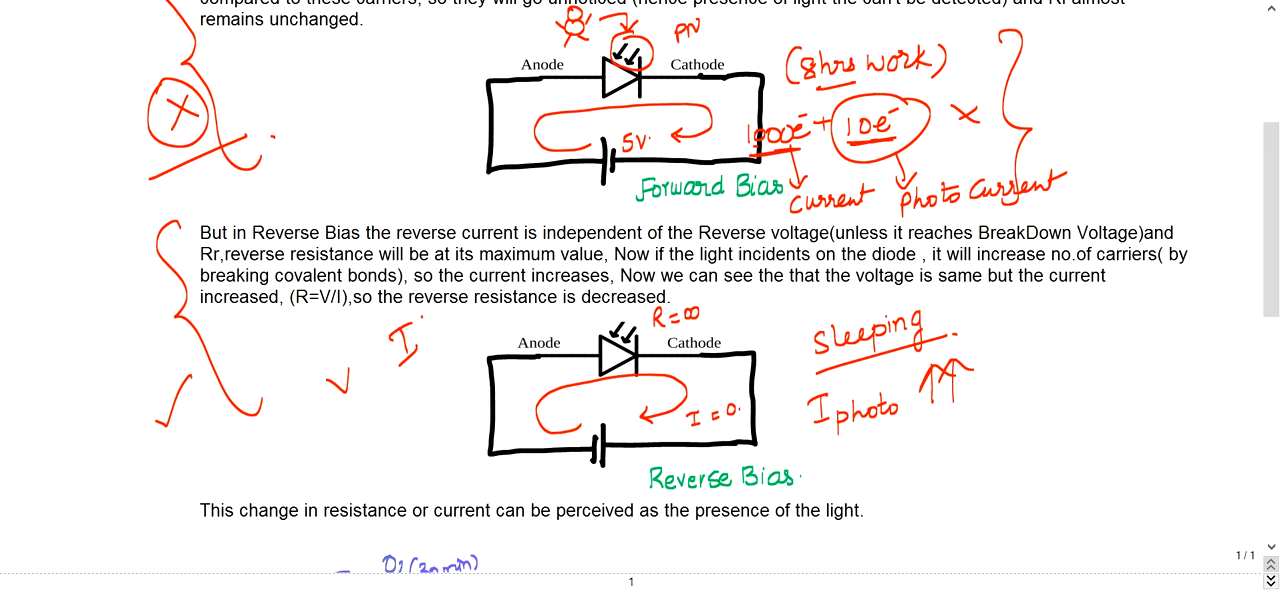 compared to these carriers, so they will go unnoticed (hence presence of light the can't be detected) and Rf almost
remains unchanged.
PN
Anode
Cathode
(8hrs work)
5V.
1000e- + 10e- ×
Forward Bias
Current
Photo Current
But in Reverse Bias the reverse current is independent of the Reverse voltage(unless it reaches BreakDown Voltage)and
Rr,reverse resistance will be at its maximum value, Now if the light incidents on the diode , it will increase no.of carriers( by
breaking covalent bonds), so the current increases, Now we can see the that the voltage is same but the current
increased, (R=V/I),so the reverse resistance is decreased.
R=∞
I
Anode
Cathode
Sleeping.
I = 0.
I photo ↑↑
Reverse Bias.
This change in resistance or current can be perceived as the presence of the light.
1/1
1